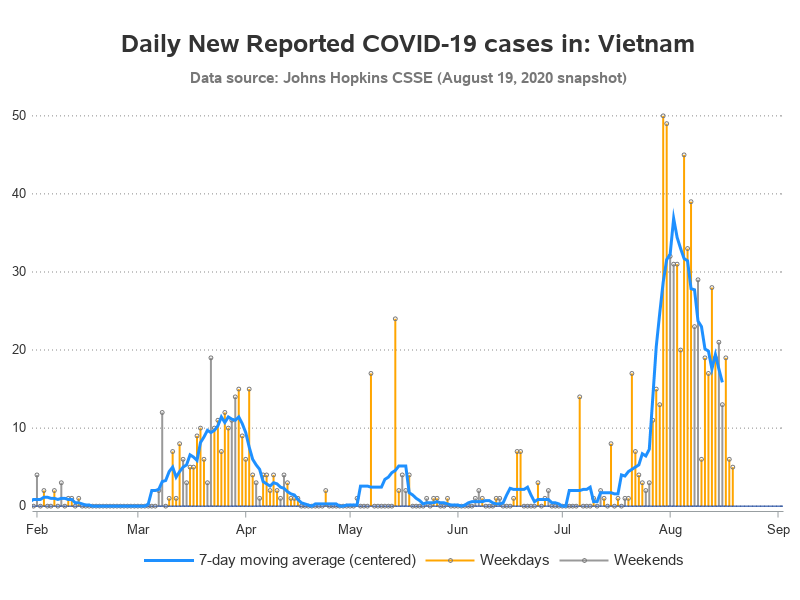 Daily New Reported COVID-19 cases in: Vietnam
Data source: Johns Hopkins CSSE (August 19, 2020 snapshot)
50
40
30
20
10
0
Feb Mar Apr May Jun Jul Aug Sep
7-day moving average (centered) Weekdays Weekends